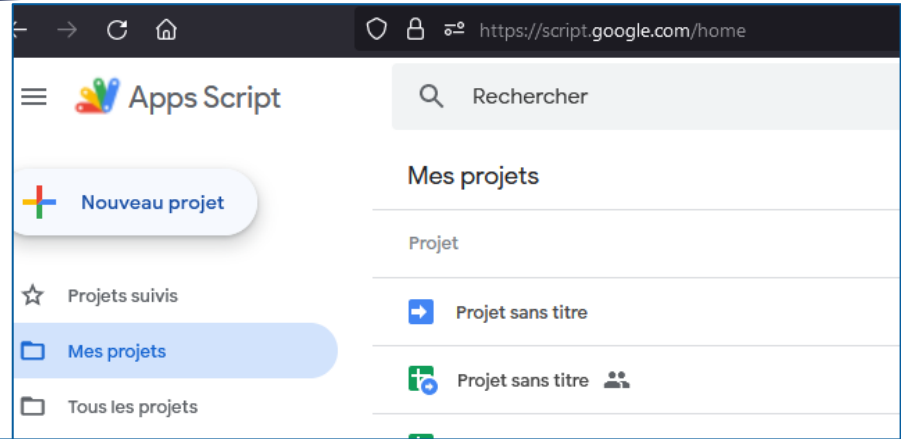 https://script.google.com/home
Apps Script
Rechercher
Nouveau projet
Mes projets
Projet
Projets suivis
Projet sans titre
Mes projets
Projet sans titre
Tous les projets